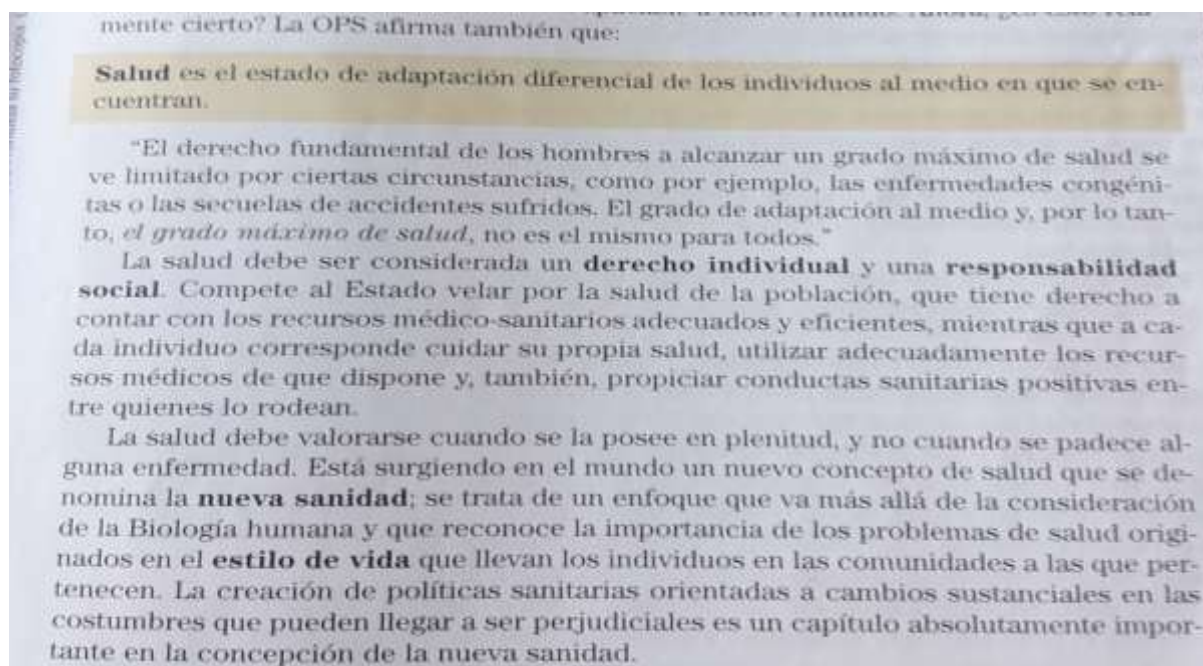 mente cierto? La OPS afirma también que:
Salud es el estado de adaptación diferencial de los individuos al medio en que se en-
cuentran.
"El derecho fundamental de los hombres a alcanzar un grado máximo de salud se
ve limitado por ciertas circunstancias, como por ejemplo, las enfermedades congéni-
tas o las secuelas de accidentes sufridos. El grado de adaptación al medio y, por lo tan-
to, el grado máximo de salud, no es el mismo para todos."
La salud debe ser considerada un derecho individual y una responsabilidad
social. Compete al Estado velar por la salud de la población, que tiene derecho a
contar con los recursos médico-sanitarios adecuados y eficientes, mientras que a ca-
da individuo corresponde cuidar su propia salud, utilizar adecuadamente los recur-
sos médicos de que dispone y, también, propiciar conductas sanitarias positivas en-
tre quienes lo rodean.
La salud debe valorarse cuando se la posee en plenitud, y no cuando se padece al-
guna enfermedad. Está surgiendo en el mundo un nuevo concepto de salud que se de-
nomina la nueva sanidad; se trata de un enfoque que va más allá de la consideración
de la Biología humana y que reconoce la importancia de los problemas de salud origi-
nados en el estilo de vida que llevan los individuos en las comunidades a las que per-
tenecen. La creación de políticas sanitarias orientadas a cambios sustanciales en las
costumbres que pueden llegar a ser perjudiciales es un capítulo absolutamente impor-
tante en la concepción de la nueva sanidad.